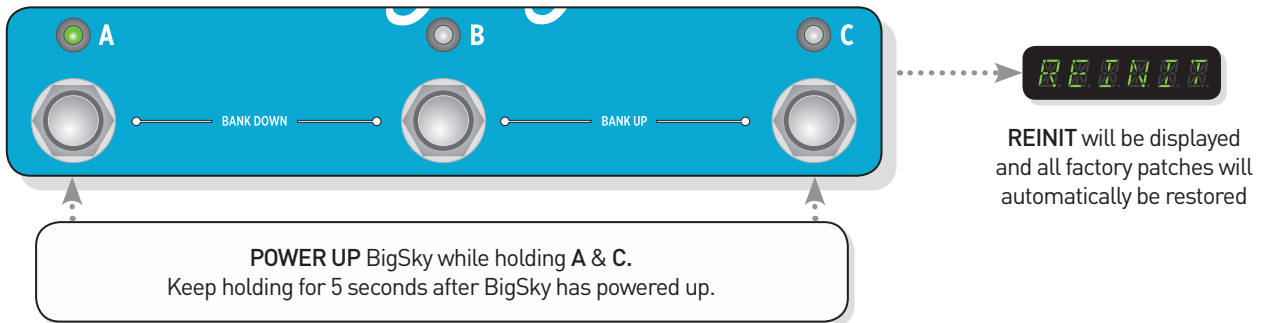 A
B
C
BANK DOWN
BANK UP
REINIT
REINIT will be displayed
and all factory patches will
automatically be restored
POWER UP BigSky while holding A & C.
Keep holding for 5 seconds after BigSky has powered up.